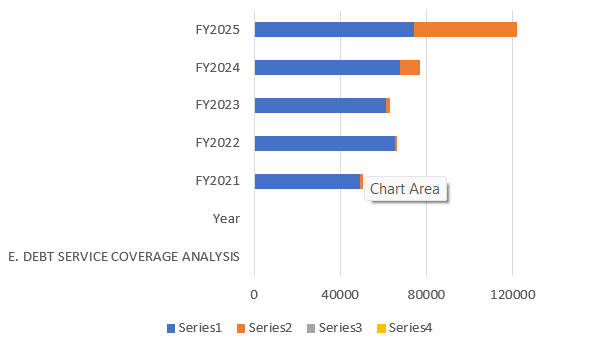 FY2025
FY2024
FY2023
FY2022
FY2021
Chart Area
Year
E. DEBT SERVICE COVERAGE ANALYSIS
0 40000 80000 120000
Series1 Series2 Series3 Series4